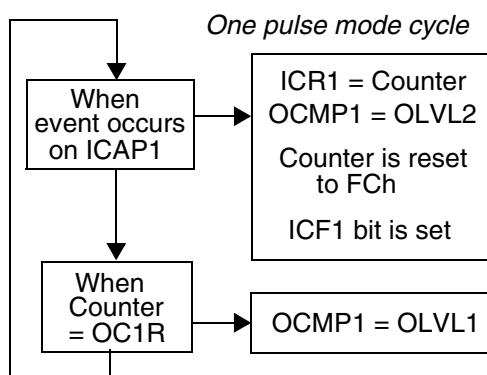 One pulse mode cycle
When
event occurs
on ICAP1
ICR1 = Counter
OCMP1 = OLVL2
Counter is reset
to FCh
ICF1 bit is set
When
Counter
= OC1R
OCMP1 = OLVL1